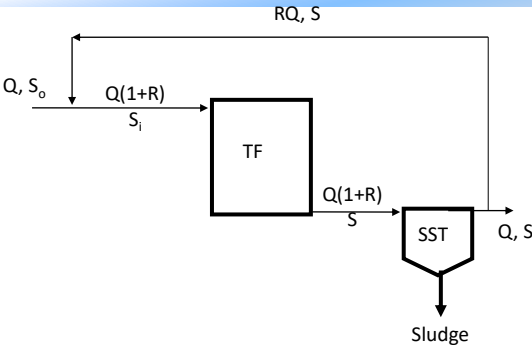 RQ, S
Q, Sₒ
Q(1+R)
Sᵢ
TF
Q(1+R)
S
SST
Q, S
Sludge